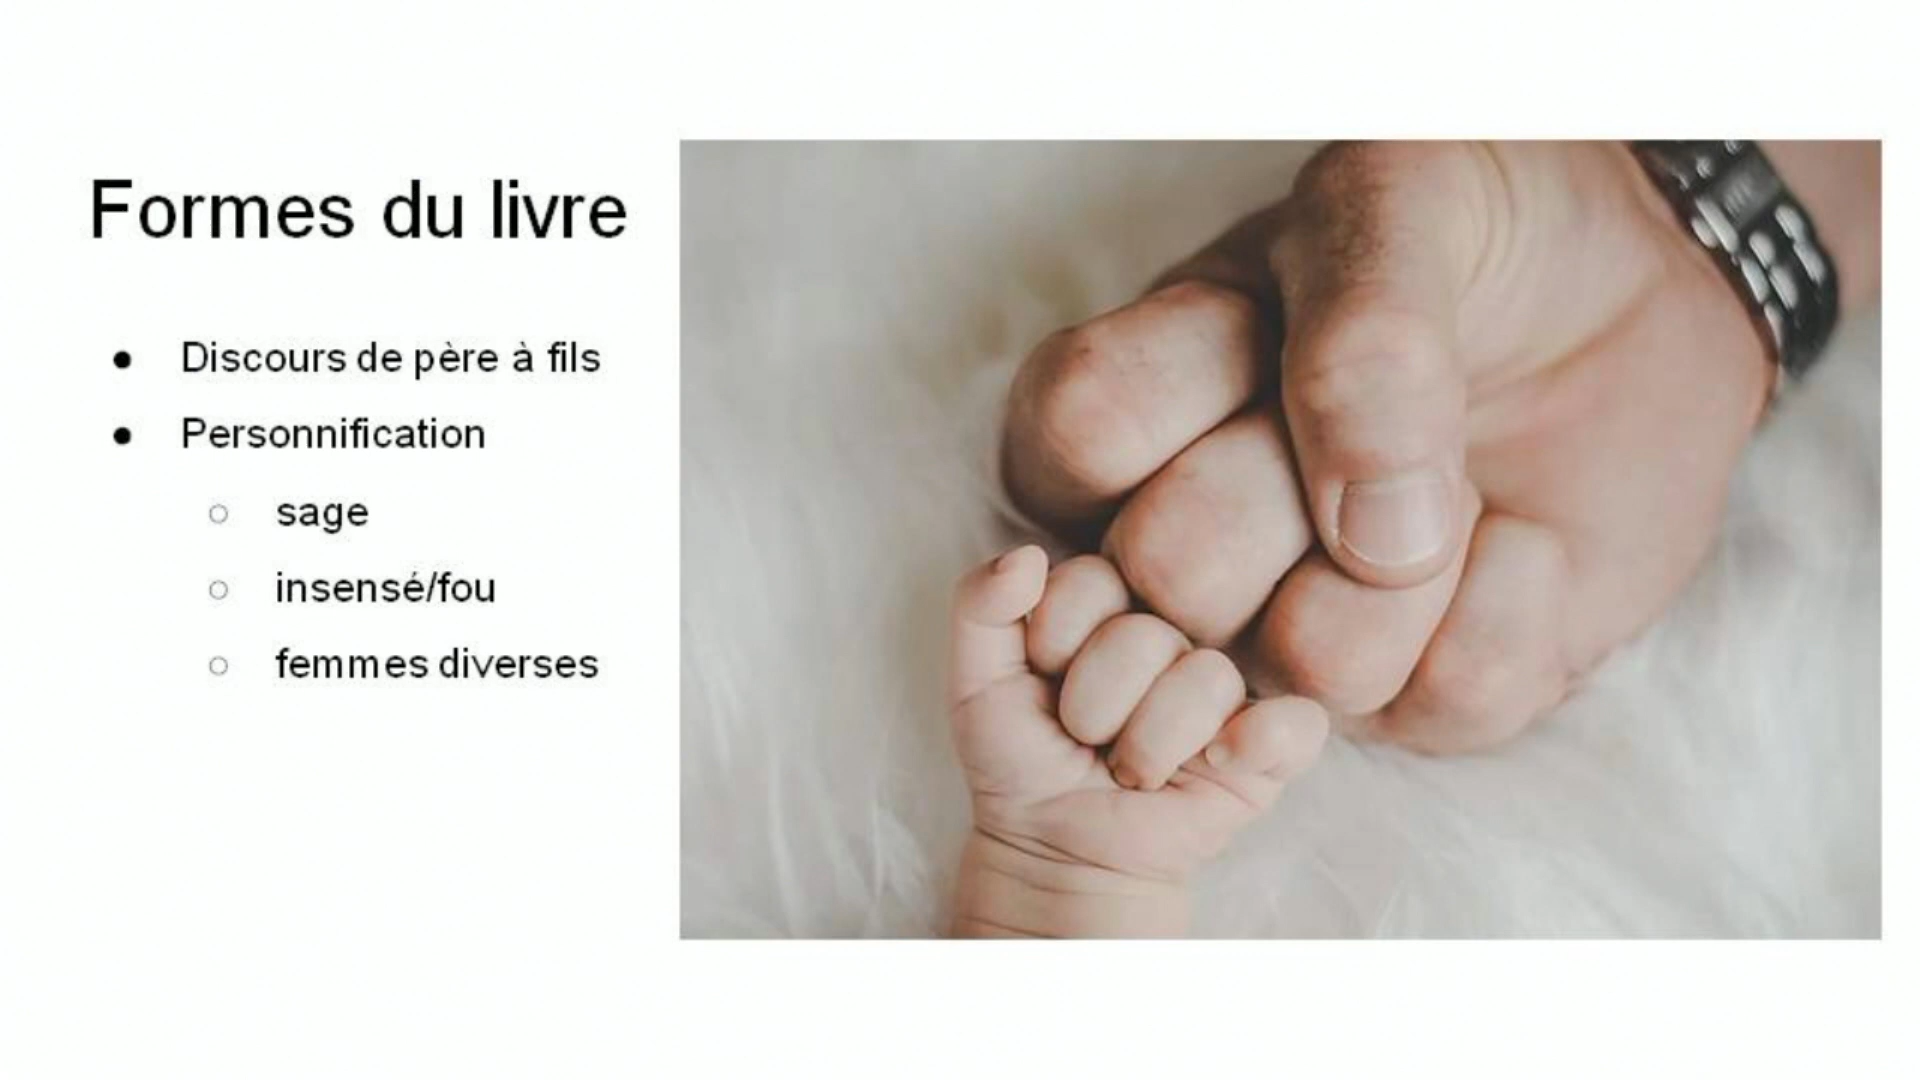 Formes du livre
● Discours de père à fils
● Personnification
○ sage
○ insensé/fou
○ femmes diverses